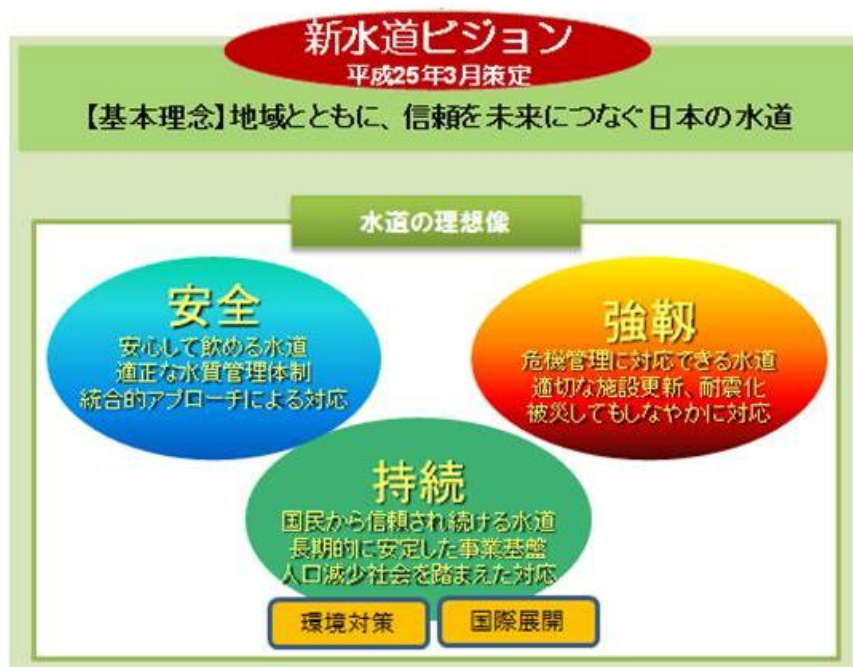 新水道ビジョン
平成25年3月策定
【基本理念】地域とともに、信頼を未来につなぐ日本の水道
水道の理想像
安全
安心して飲める水道
適正な水質管理体制
統合的アプローチによる対応
強靱
危機管理に対応できる水道
適切な施設更新、耐震化
被災してもしなやかに対応
持続
国民から信頼され続ける水道
長期的に安定した事業基盤
人口減少社会を踏まえた対応
環境対策
国際展開